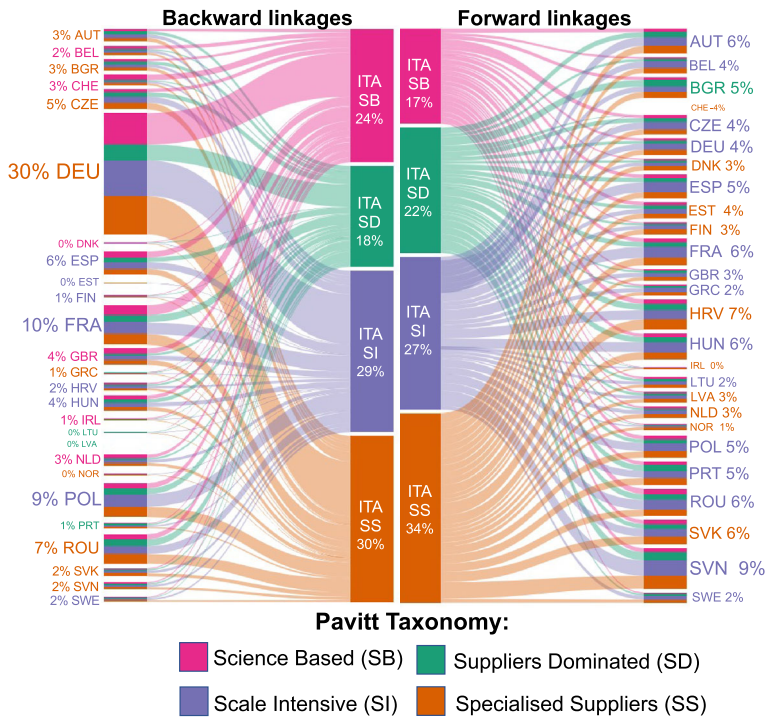 Backward linkages
Forward linkages
3% AUT
2% BEL
3% BGR
3% CHE
5% CZE
30% DEU
0% DNK
6% ESP
0% EST
1% FIN
10% FRA
4% GBR
1% GRC
2% HRV
4% HUN
1% IRL
0% LTU
0% LVA
3% NLD
0% NOR
9% POL
1% PRT
7% ROU
2% SVK
2% SVN
2% SWE
ITA
SB
24%
ITA
SD
18%
ITA
SI
29%
ITA
SS
30%
ITA
SB
17%
ITA
SD
22%
ITA
SI
27%
ITA
SS
34%
AUT 6%
BEL 4%
BGR 5%
CHE -4%
CZE 4%
DEU 4%
DNK 3%
ESP 5%
EST 4%
FIN 3%
FRA 6%
GBR 3%
GRC 2%
HRV 7%
HUN 6%
IRL 0%
LTU 2%
LVA 3%
NLD 3%
NOR 1%
POL 5%
PRT 5%
ROU 6%
SVK 6%
SVN 9%
SWE 2%
Pavitt Taxonomy:
Science Based (SB)
Suppliers Dominated (SD)
Scale Intensive (SI)
Specialised Suppliers (SS)